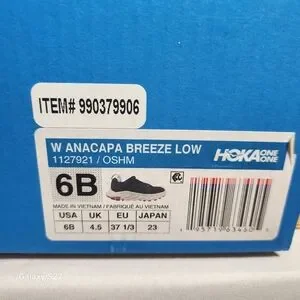 ITEM# 990379906
W ANACAPA BREEZE LOW
1127921 / OSHM
HOKA ONE ONE
6B
MADE IN VIETNAM / FABRIQUÉ AU VIETNAM
USA UK EU JAPAN
6B 4.5 37 1/3 23